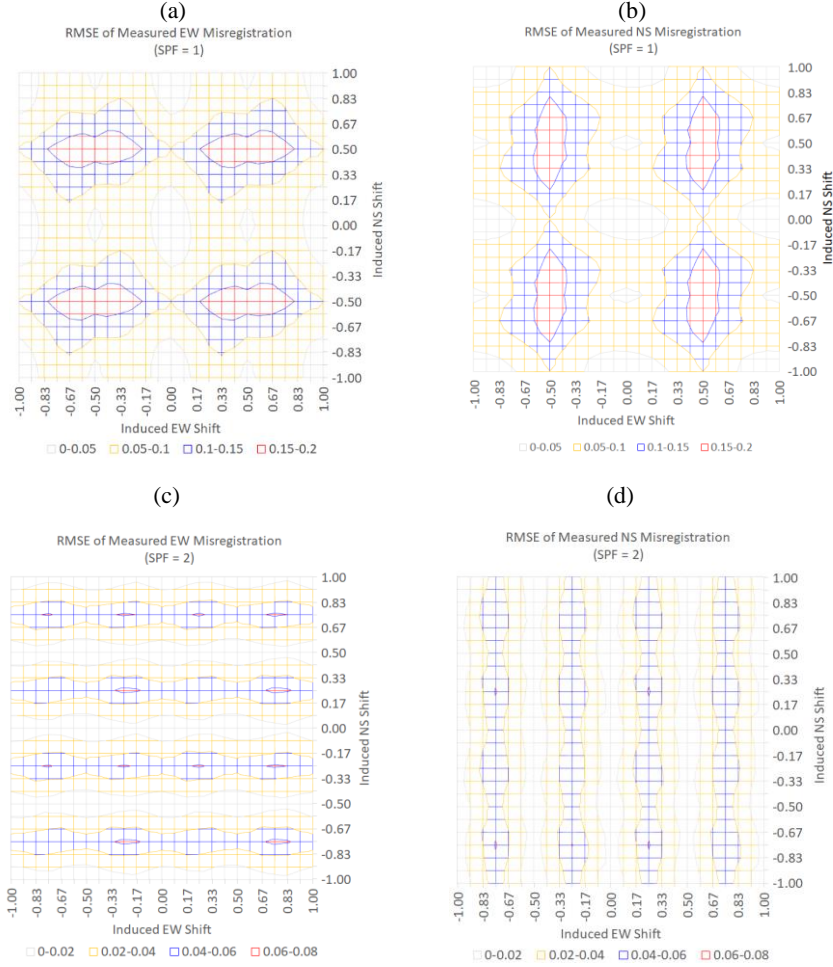 (a)
RMSE of Measured EW Misregistration
(SPF = 1)
1.00
0.83
0.67
0.50
0.33
0.17
0.00
-0.17
-0.33
-0.50
-0.67
-0.83
-1.00
Induced NS Shift
-1.00 -0.83 -0.67 -0.50 -0.33 -0.17 0.00 0.17 0.33 0.50 0.67 0.83 1.00
Induced EW Shift
0-0.05 0.05-0.1 0.1-0.15 0.15-0.2
(b)
RMSE of Measured NS Misregistration
(SPF = 1)
1.00
0.83
0.67
0.50
0.33
0.17
0.00
-0.17
-0.33
-0.50
-0.67
-0.83
-1.00
Induced NS Shift
-1.00 -0.83 -0.67 -0.50 -0.33 -0.17 0.00 0.17 0.33 0.50 0.67 0.83 1.00
Induced EW Shift
0-0.05 0.05-0.1 0.1-0.15 0.15-0.2
(c)
RMSE of Measured EW Misregistration
(SPF = 2)
1.00
0.83
0.67
0.50
0.33
0.17
0.00
-0.17
-0.33
-0.50
-0.67
-0.83
-1.00
Induced NS Shift
-1.00 -0.83 -0.67 -0.50 -0.33 -0.17 0.00 0.17 0.33 0.50 0.67 0.83 1.00
Induced EW Shift
0-0.02 0.02-0.04 0.04-0.06 0.06-0.08
(d)
RMSE of Measured NS Misregistration
(SPF = 2)
1.00
0.83
0.67
0.50
0.33
0.17
0.00
-0.17
-0.33
-0.50
-0.67
-0.83
-1.00
Induced NS Shift
-1.00 -0.83 -0.67 -0.50 -0.33 -0.17 0.00 0.17 0.33 0.50 0.67 0.83 1.00
Induced EW Shift
0-0.02 0.02-0.04 0.04-0.06 0.06-0.08